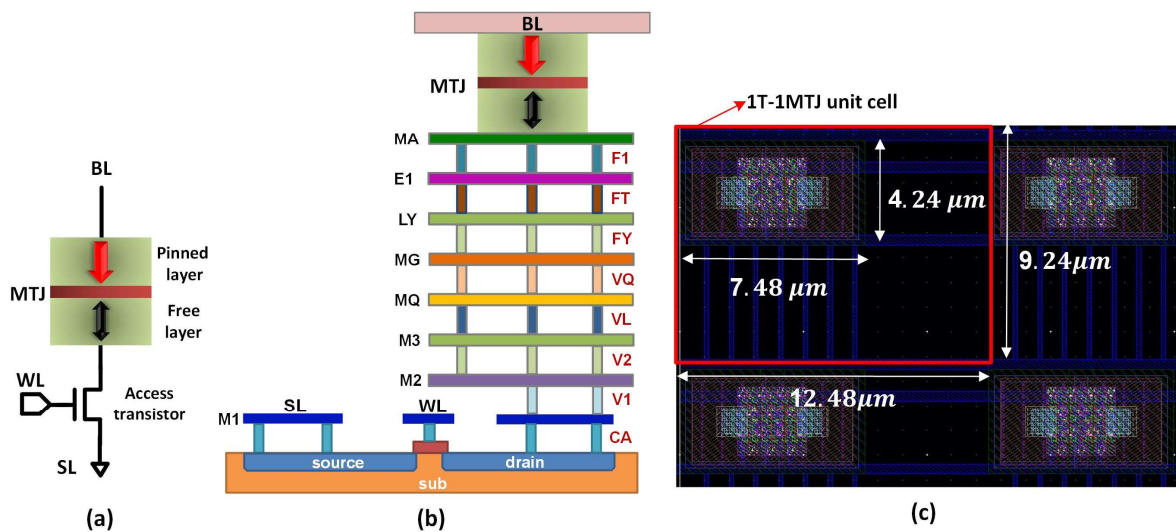 BL
MTJ
Pinned
layer
Free
layer
WL
Access
transistor
SL
(a)
BL
MTJ
MA
F1
E1
FT
LY
FY
MG
VQ
MQ
VL
M3
V2
M2
V1
M1
SL
WL
CA
source
drain
sub
(b)
1T-1MTJ unit cell
4.24 μm
7.48 μm
9.24μm
12.48μm
(c)